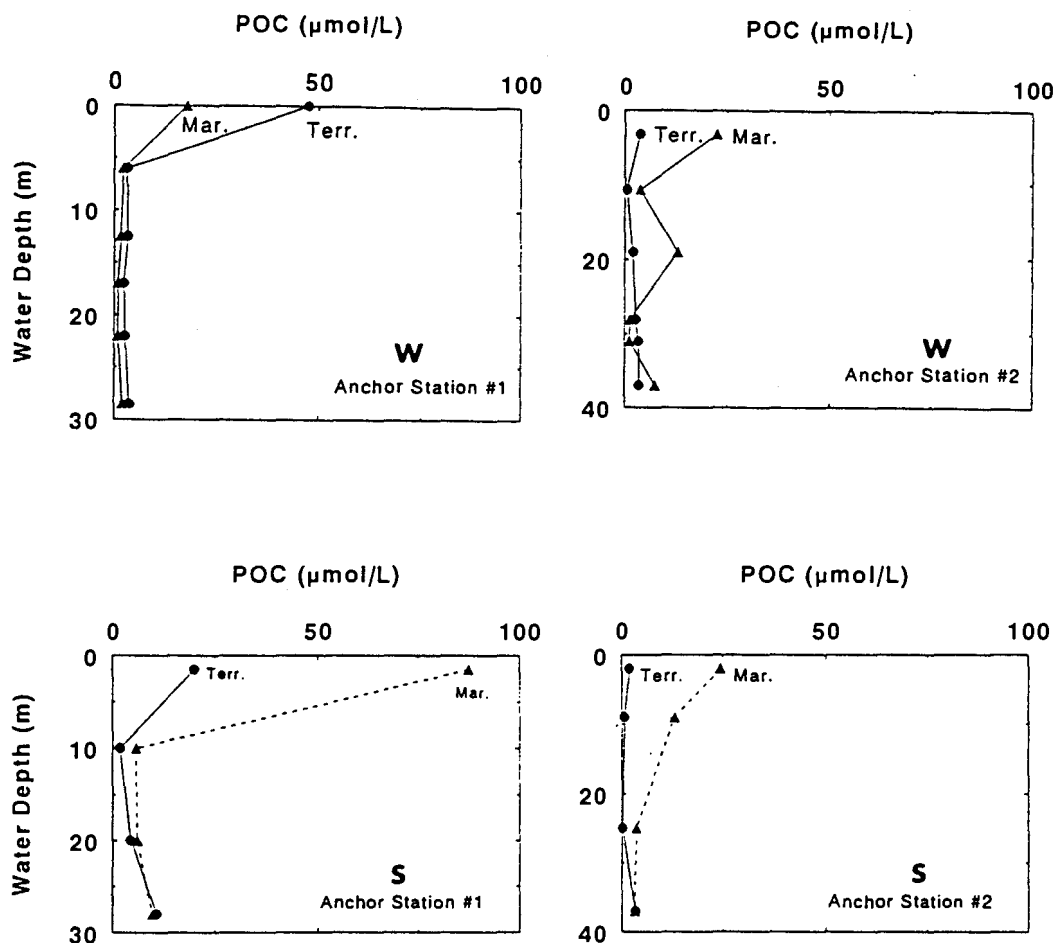 POC (µmol/L)
POC (µmol/L)
0 50 100
0 50 100
0
10
20
30
Water Depth (m)
Mar.
Terr.
W
Anchor Station #1
0
20
40
Terr.
Mar.
W
Anchor Station #2
POC (µmol/L)
POC (µmol/L)
0 50 100
0 50 100
0
10
20
30
Water Depth (m)
Terr.
Mar.
S
Anchor Station #1
0
20
40
Terr.
Mar.
S
Anchor Station #2